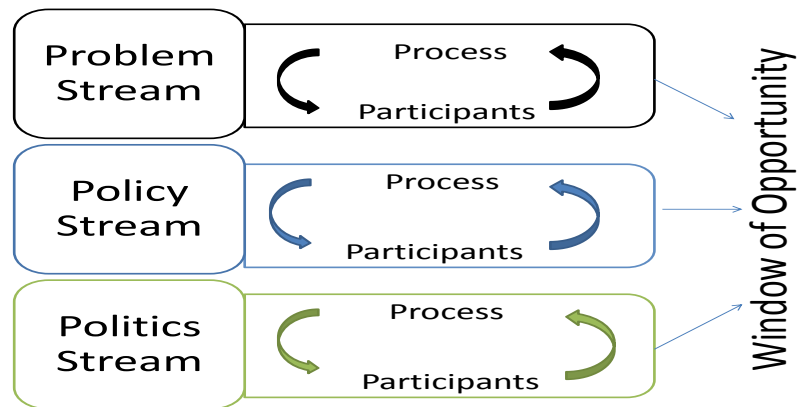 Problem
Stream
Process
Participants
Policy
Stream
Process
Participants
Politics
Stream
Process
Participants
Window of Opportunity